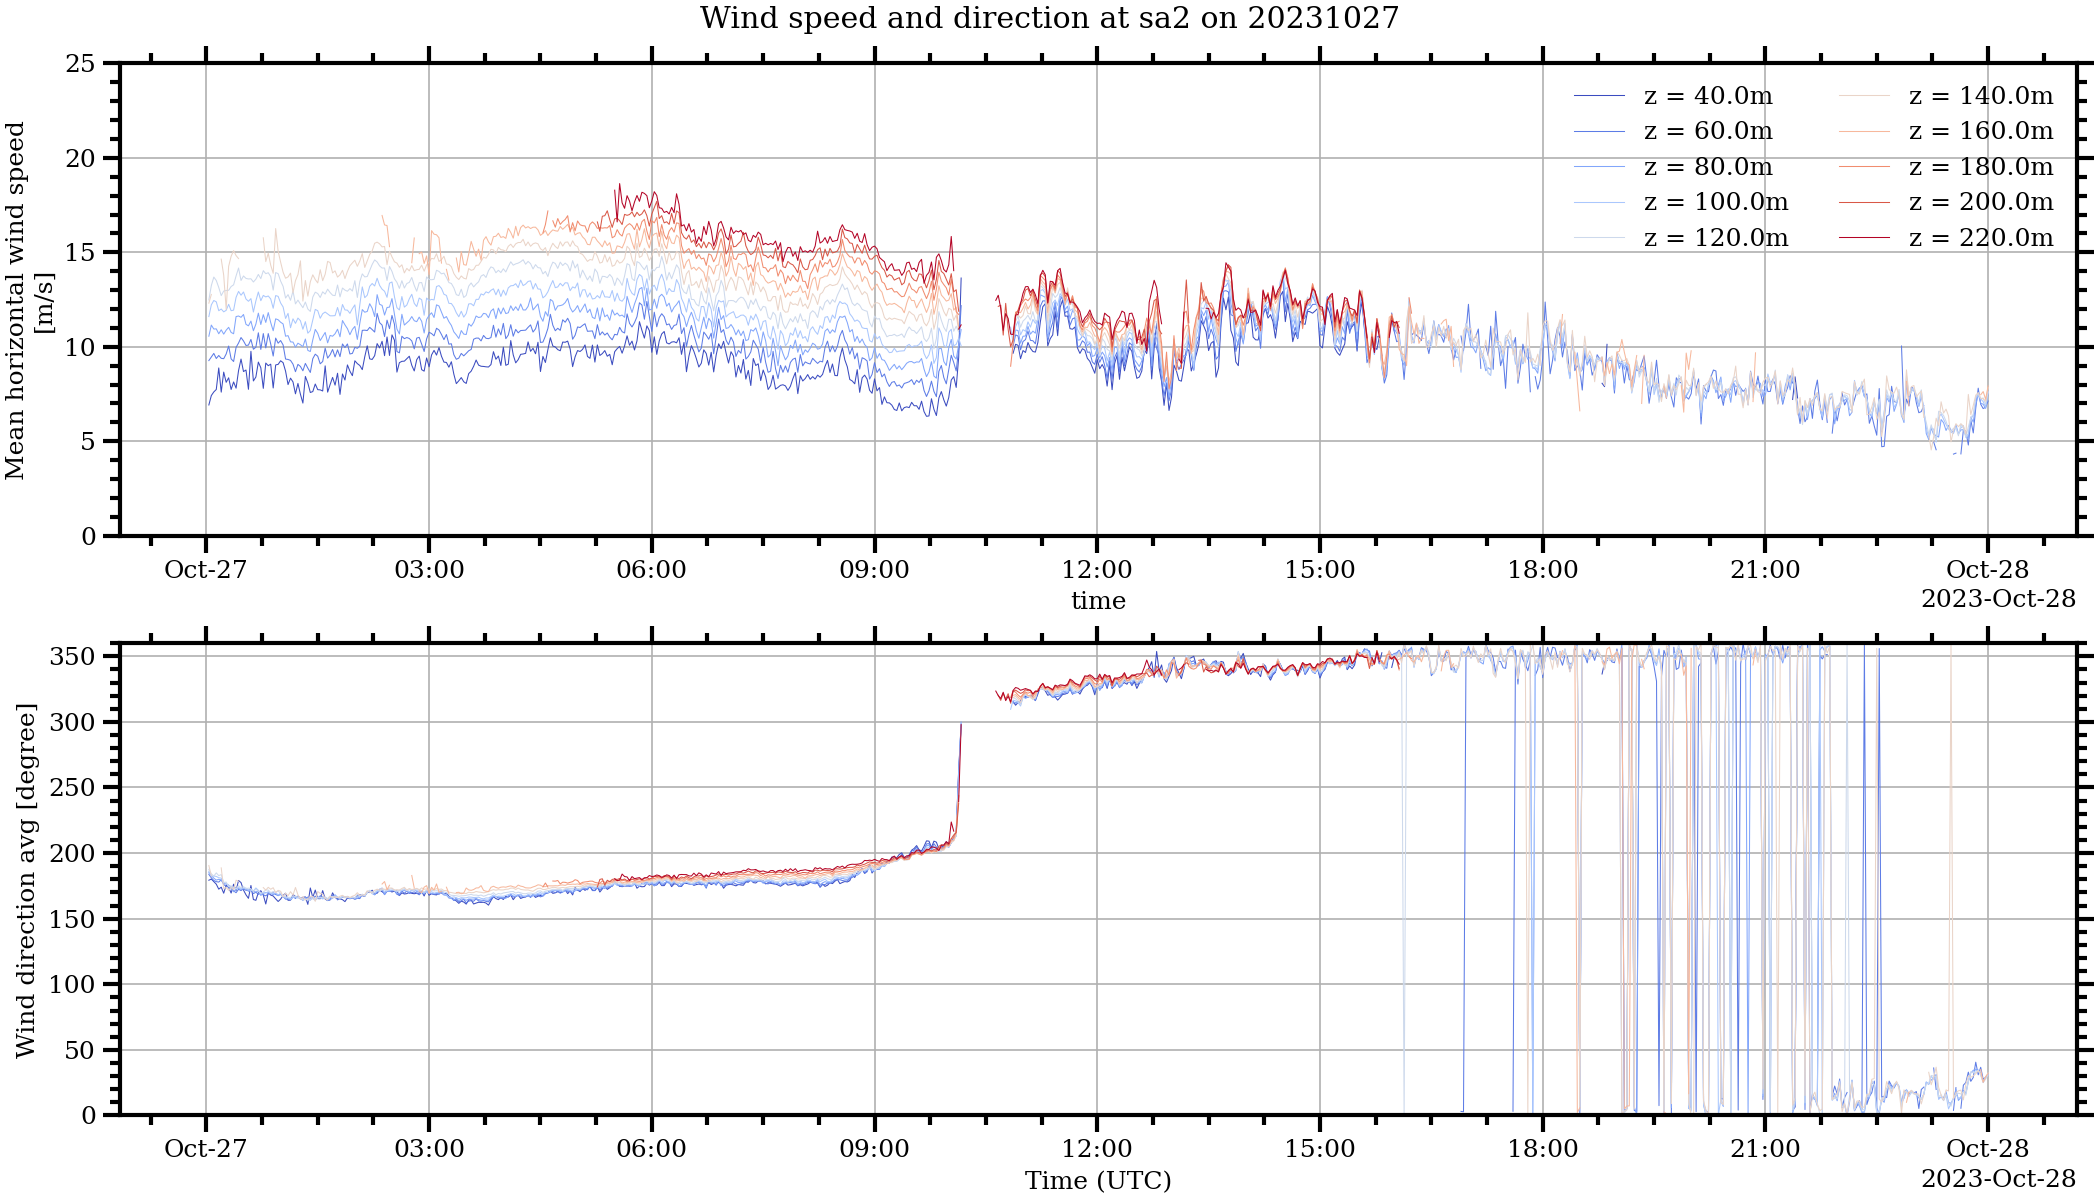 Wind speed and direction at sa2 on 20231027
Mean horizontal wind speed
[m/s]
25
20
15
10
5
0
z = 40.0m
z = 60.0m
z = 80.0m
z = 100.0m
z = 120.0m
z = 140.0m
z = 160.0m
z = 180.0m
z = 200.0m
z = 220.0m
Oct-27 03:00 06:00 09:00 12:00 15:00 18:00 21:00 Oct-28
time
2023-Oct-28
Wind direction avg [degree]
350
300
250
200
150
100
50
0
Oct-27 03:00 06:00 09:00 12:00 15:00 18:00 21:00 Oct-28
Time (UTC)
2023-Oct-28